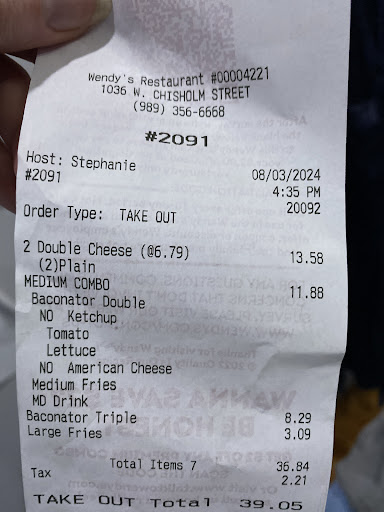 Wendy's Restaurant #00004221
1036 W. CHISHOLM STREET
(989) 356-6668
#2091
Host: Stephanie 08/03/2024
#2091 4:35 PM
20092
Order Type: TAKE OUT
2 Double Cheese (@6.79) 13.58
(2)Plain
MEDIUM COMBO 11.88
Baconator Double
NO Ketchup
Tomato
Lettuce
NO American Cheese
Medium Fries
MD Drink
Baconator Triple 8.29
Large Fries 3.09
Total Items 7 36.84
Tax 2.21
TAKE OUT Total 39.05